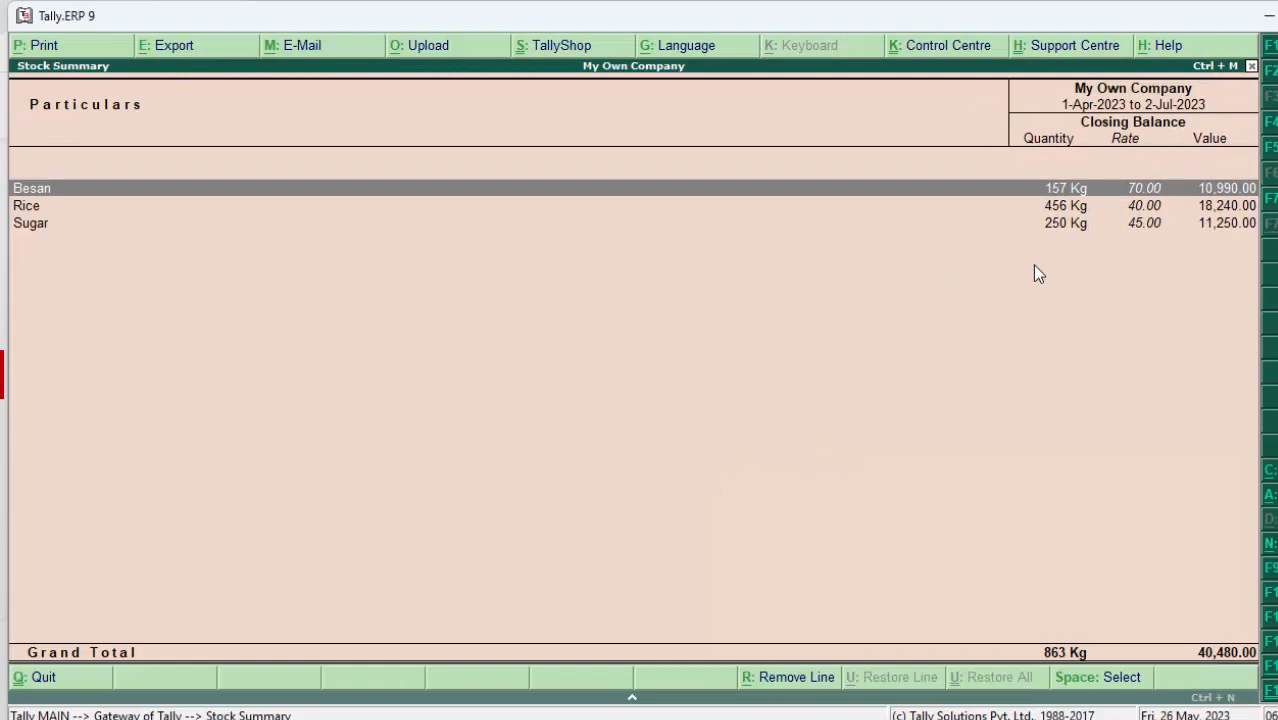 Tally.ERP 9
P: Print E: Export M: E-Mail O: Upload S: TallyShop G: Language K: Keyboard K: Control Centre H: Support Centre H: Help
Stock Summary My Own Company Ctrl + M
Particulars
My Own Company
1-Apr-2023 to 2-Jul-2023
Closing Balance
Quantity Rate Value
Besan 157 Kg 70.00 10,990.00
Rice 456 Kg 40.00 18,240.00
Sugar 250 Kg 45.00 11,250.00
Grand Total 863 Kg 40,480.00
Q: Quit R: Remove Line U: Restore Line U: Restore All Space: Select
Ctrl + N
Tally MAIN --> Gateway of Tally --> Stock Summary (c) Tally Solutions Pvt. Ltd., 1988-2017 Fri, 26 May, 2023